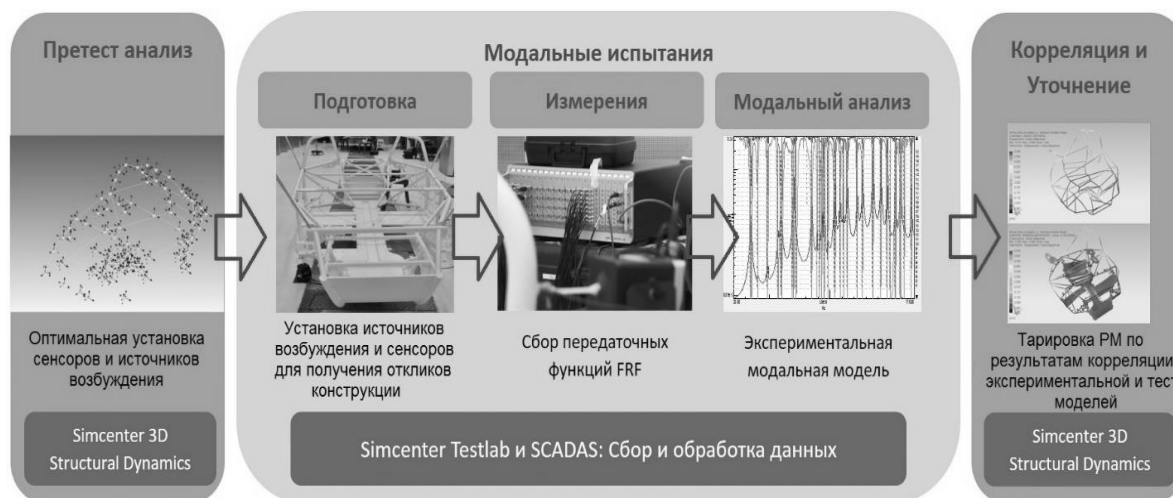 Претест анализ
Оптимальная установка
сенсоров и источников
возбуждения
Simcenter 3D
Structural Dynamics
Модальные испытания
Подготовка
Установка источников
возбуждения и сенсоров
для получения откликов
конструкции
Измерения
Сбор передаточных
функций FRF
Модальный анализ
Экспериментальная
модальная модель
Simcenter Testlab и SCADAS: Сбор и обработка данных
Корреляция и
Уточнение
Тарировка РМ по
результатам корреляции
экспериментальной и тест
моделей
Simcenter 3D
Structural Dynamics